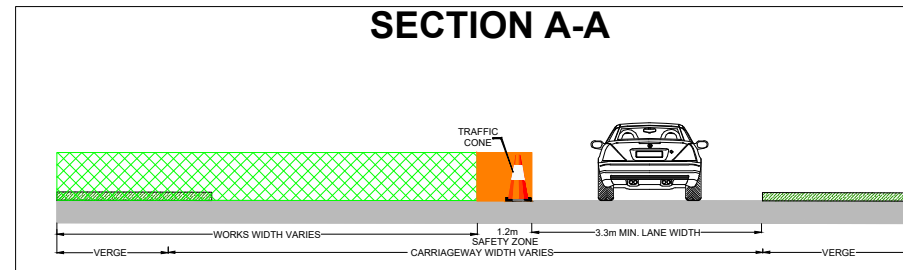 SECTION A-A
TRAFFIC
CONE
WORKS WIDTH VARIES
1.2m
SAFETY ZONE
3.3m MIN. LANE WIDTH
VERGE
CARRIAGEWAY WIDTH VARIES
VERGE